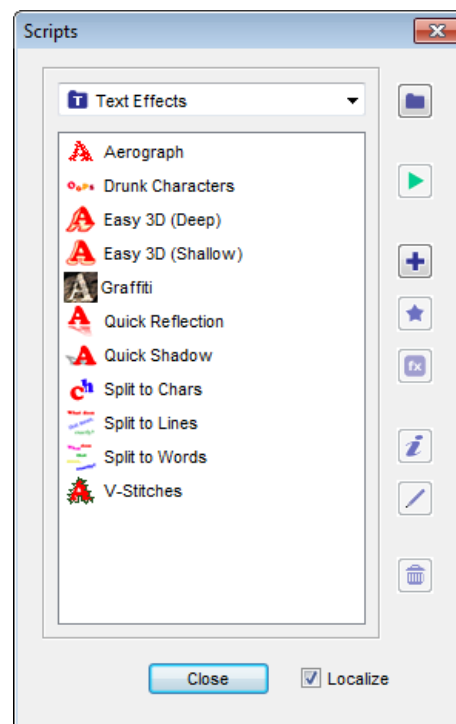 Scripts
Text Effects
Aerograph
Drunk Characters
Easy 3D (Deep)
Easy 3D (Shallow)
Graffiti
Quick Reflection
Quick Shadow
Split to Chars
Split to Lines
Split to Words
V-Stitches
Close
Localize